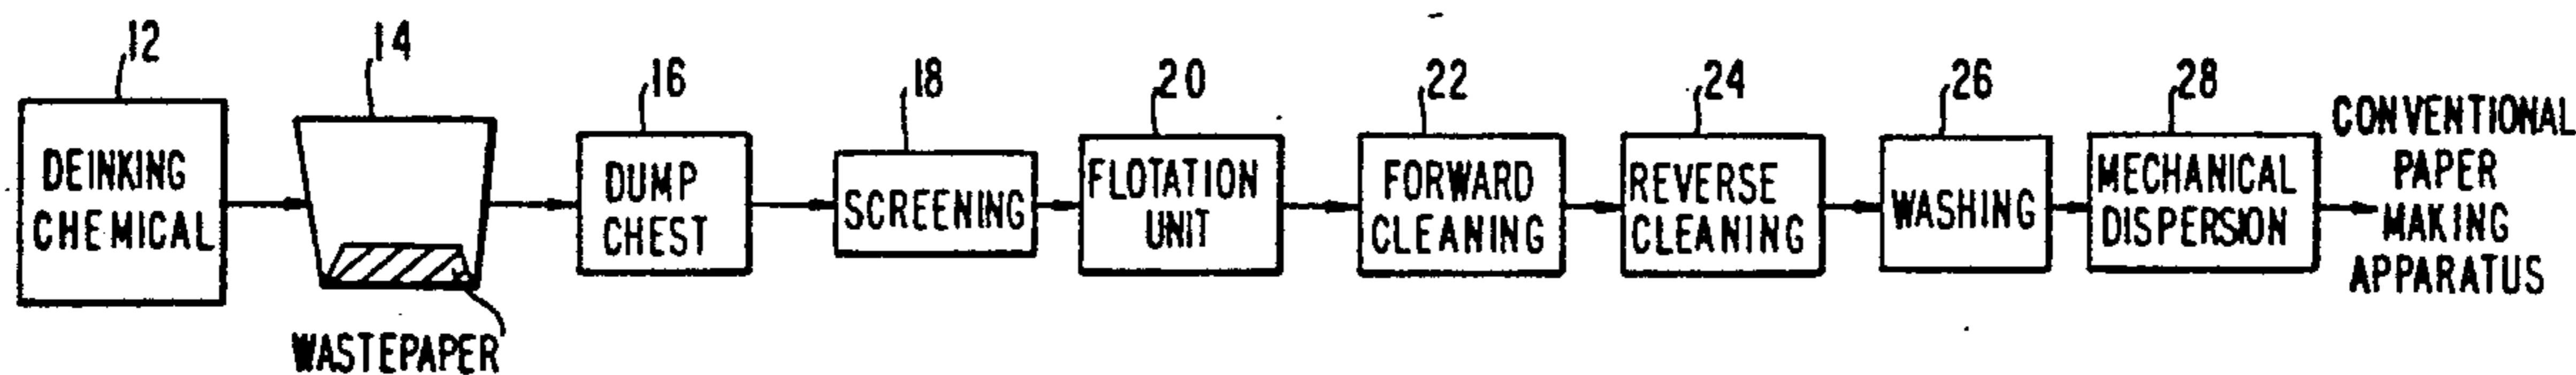 12
14
16
18
20
22
24
26
28
DEINKING
CHEMICAL
WASTEPAPER
DUMP
CHEST
SCREENING
FLOTATION
UNIT
FORWARD
CLEANING
REVERSE
CLEANING
WASHING
MECHANICAL
DISPERSION
CONVENTIONAL
PAPER
MAKING
APPARATUS